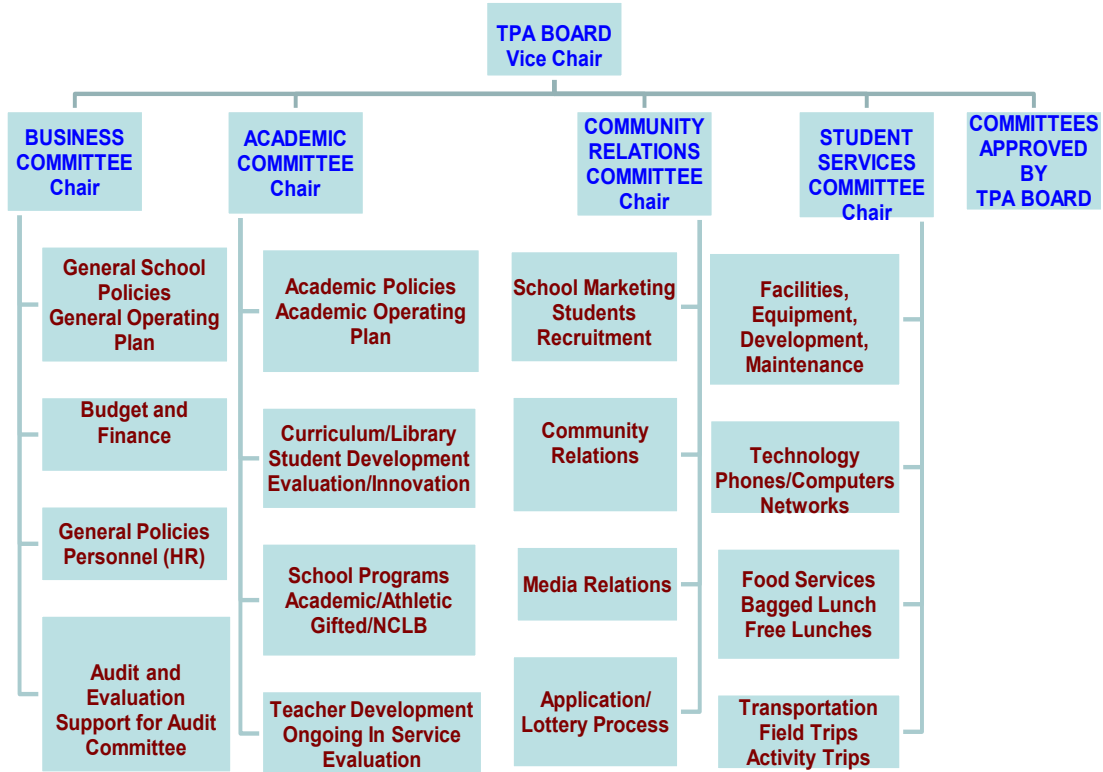 TPA BOARD
Vice Chair
BUSINESS
COMMITTEE
Chair
ACADEMIC
COMMITTEE
Chair
COMMUNITY
RELATIONS
COMMITTEE
Chair
STUDENT
SERVICES
COMMITTEE
Chair
COMMITTEES
APPROVED
BY
TPA BOARD
General School
Policies
General Operating
Plan
Budget and
Finance
General Policies
Personnel (HR)
Audit and
Evaluation
Support for Audit
Committee
Academic Policies
Academic Operating
Plan
Curriculum/Library
Student Development
Evaluation/Innovation
School Programs
Academic/Athletic
Gifted/NCLB
Teacher Development
Ongoing In Service
Evaluation
School Marketing
Students
Recruitment
Community
Relations
Media Relations
Application/
Lottery Process
Facilities,
Equipment,
Development,
Maintenance
Technology
Phones/Computers
Networks
Food Services
Bagged Lunch
Free Lunches
Transportation
Field Trips
Activity Trips